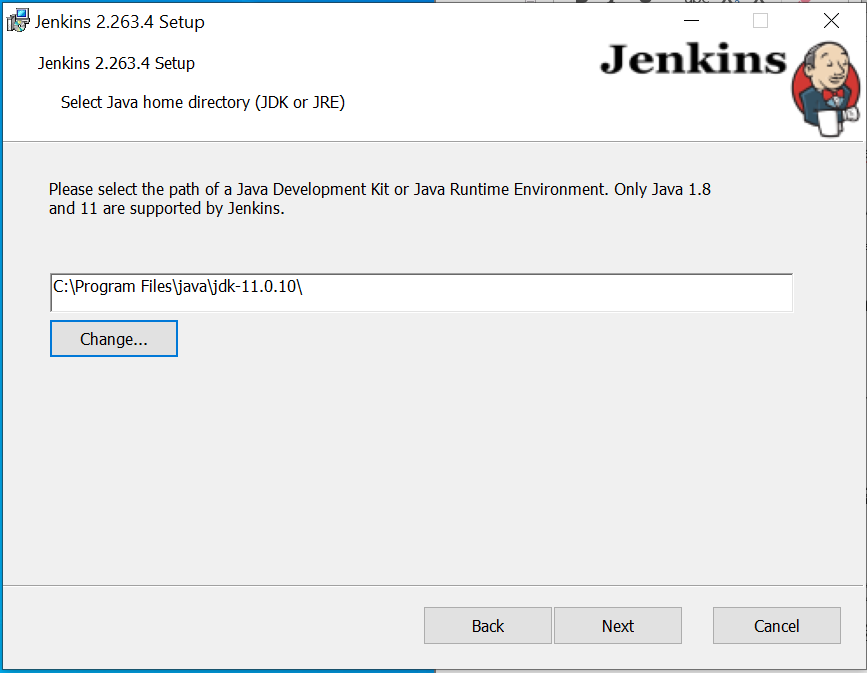 Jenkins 2.263.4 Setup
Jenkins 2.263.4 Setup
Jenkins
Select Java home directory (JDK or JRE)
Please select the path of a Java Development Kit or Java Runtime Environment. Only Java 1.8
and 11 are supported by Jenkins.
C:\Program Files\java\jdk-11.0.10\
Change...
Back
Next
Cancel